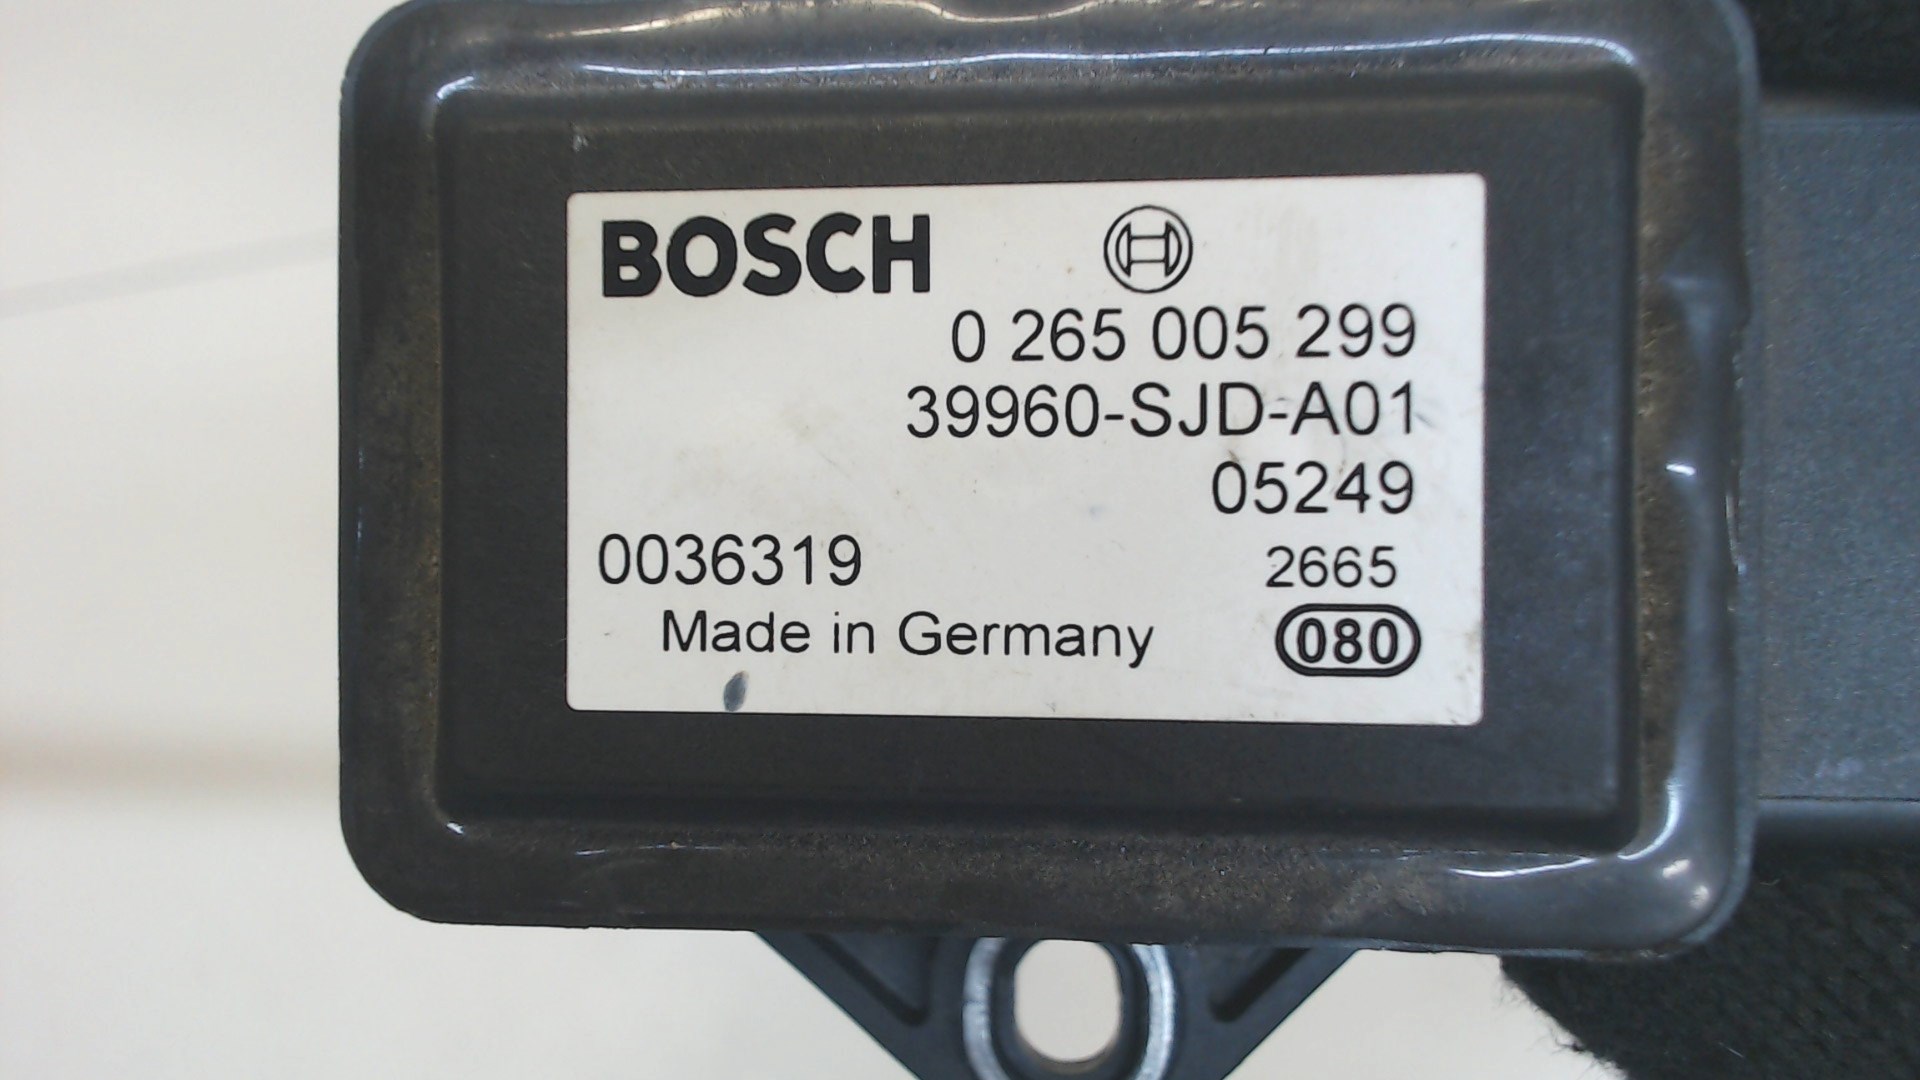 BOSCH
0 265 005 299
39960-SJD-A01
05249
0036319 2665
Made in Germany 080